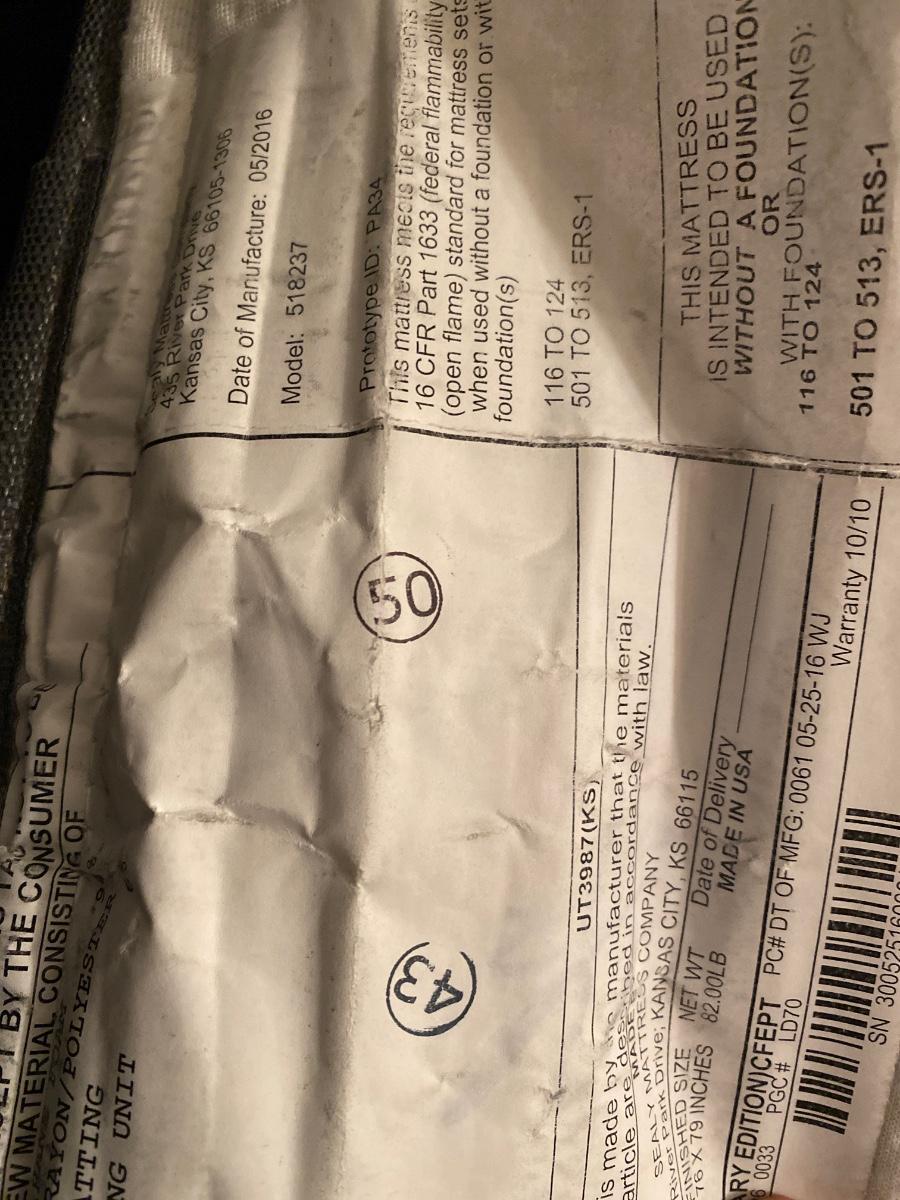 BY THE CONSUMER
NEW MATERIAL CONSISTING OF
RAYON/POLYESTER
BATTING
UNIT
43
50
UT3987(KS)
is made by the manufacturer that the materials
article are described in accordance with law.
MADE
SEALY MATTRESS COMPANY
River Park Drive; KANSAS CITY, KS 66115
FINISHED SIZE NET WT Date of Delivery
76 X 79 INCHES 82.00LB MADE IN USA
RY EDITION/CFEPT PC# DT OF MFG: 0061 05-25-16 WJ
6 0033 PGC# LD70 Warranty 10/10
SN
Sealy Mattress
435 River Park Drive
Kansas City, KS 66105-1306
Date of Manufacture: 05/2016
Model: 518237
Prototype ID: PA34
This mattress meets the requirements
16 CFR Part 1633 (federal flammability
(open flame) standard for mattress sets
when used without a foundation or wit
foundation(s)
116 TO 124
501 TO 513, ERS-1
THIS MATTRESS
IS INTENDED TO BE USED
WITHOUT A FOUNDATION
OR
WITH FOUNDATION(S):
116 TO 124
501 TO 513, ERS-1